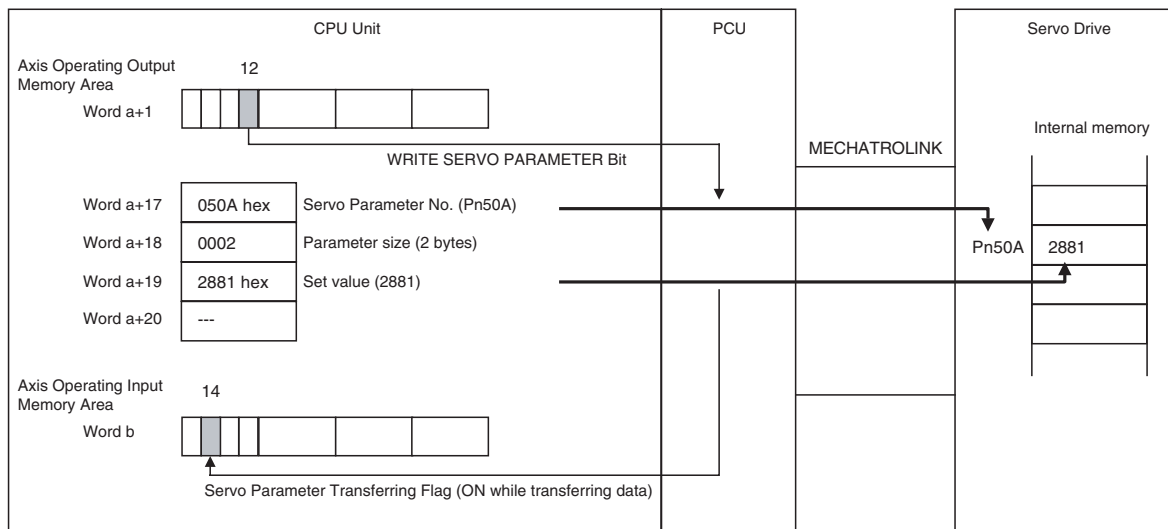 CPU Unit
PCU
Servo Drive
Axis Operating Output
Memory Area
12
Word a+1
WRITE SERVO PARAMETER Bit
MECHATROLINK
Internal memory
Word a+17
050A hex
Servo Parameter No. (Pn50A)
Word a+18
0002
Parameter size (2 bytes)
Pn50A
2881
Word a+19
2881 hex
Set value (2881)
Word a+20
---
Axis Operating Input
Memory Area
14
Word b
Servo Parameter Transferring Flag (ON while transferring data)